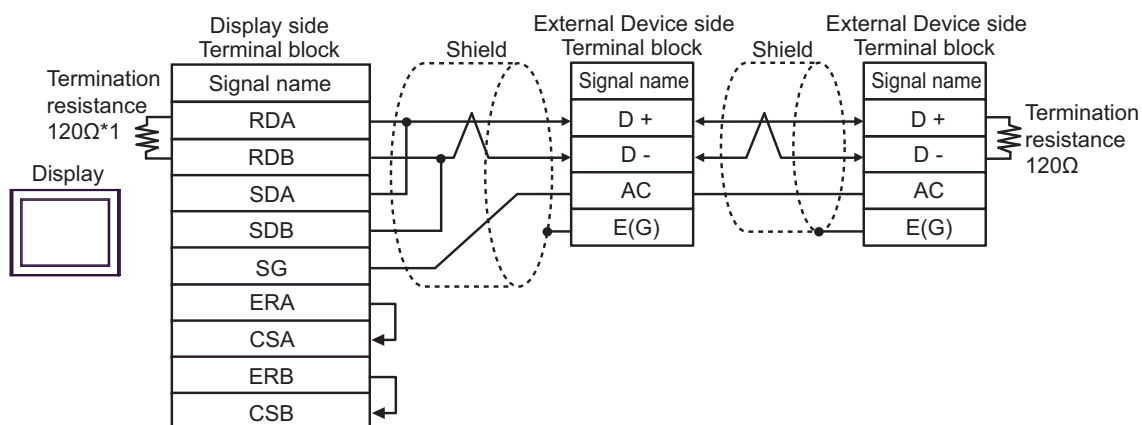 Display side
Terminal block
External Device side
Terminal block
External Device side
Terminal block
Shield
Shield
Termination
resistance
120Ω*1
Signal name
RDA
RDB
SDA
SDB
SG
ERA
CSA
ERB
CSB
Display
Signal name
D +
D -
AC
E(G)
Signal name
D +
D -
AC
E(G)
Termination
resistance
120Ω